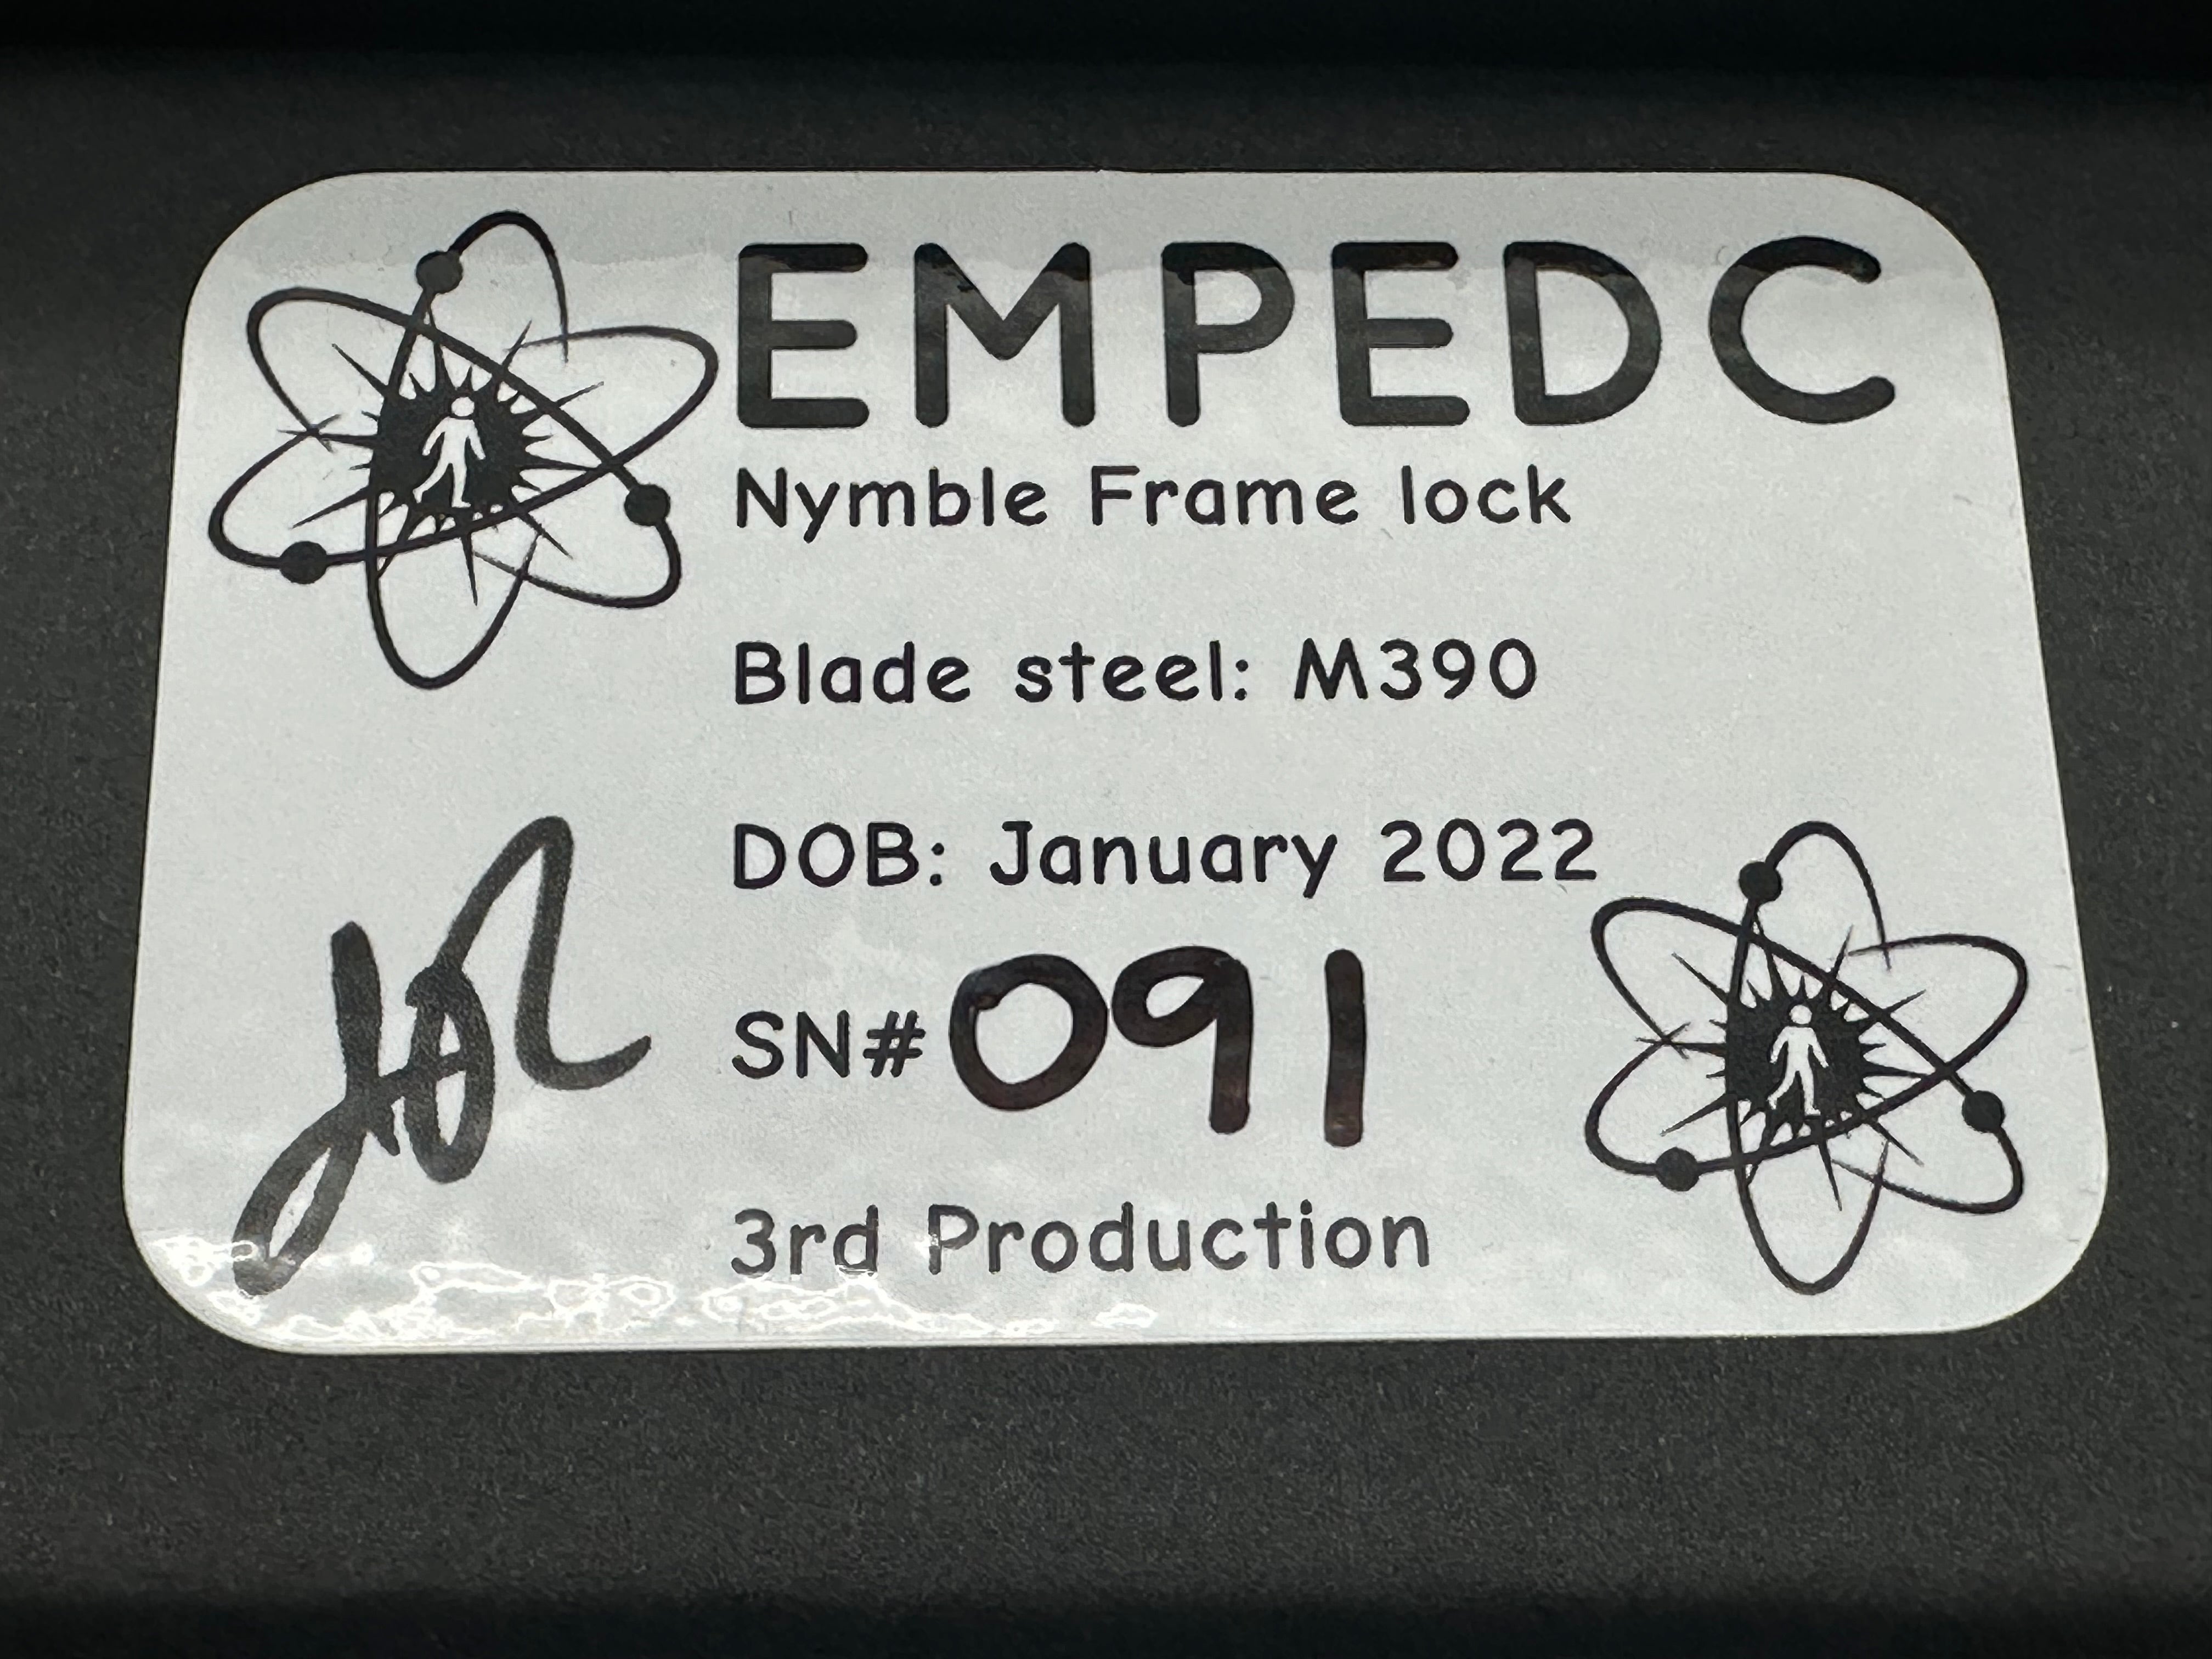 EMPEDC
Nymble Frame lock
Blade steel: M390
DOB: January 2022
SN# 091
3rd Production